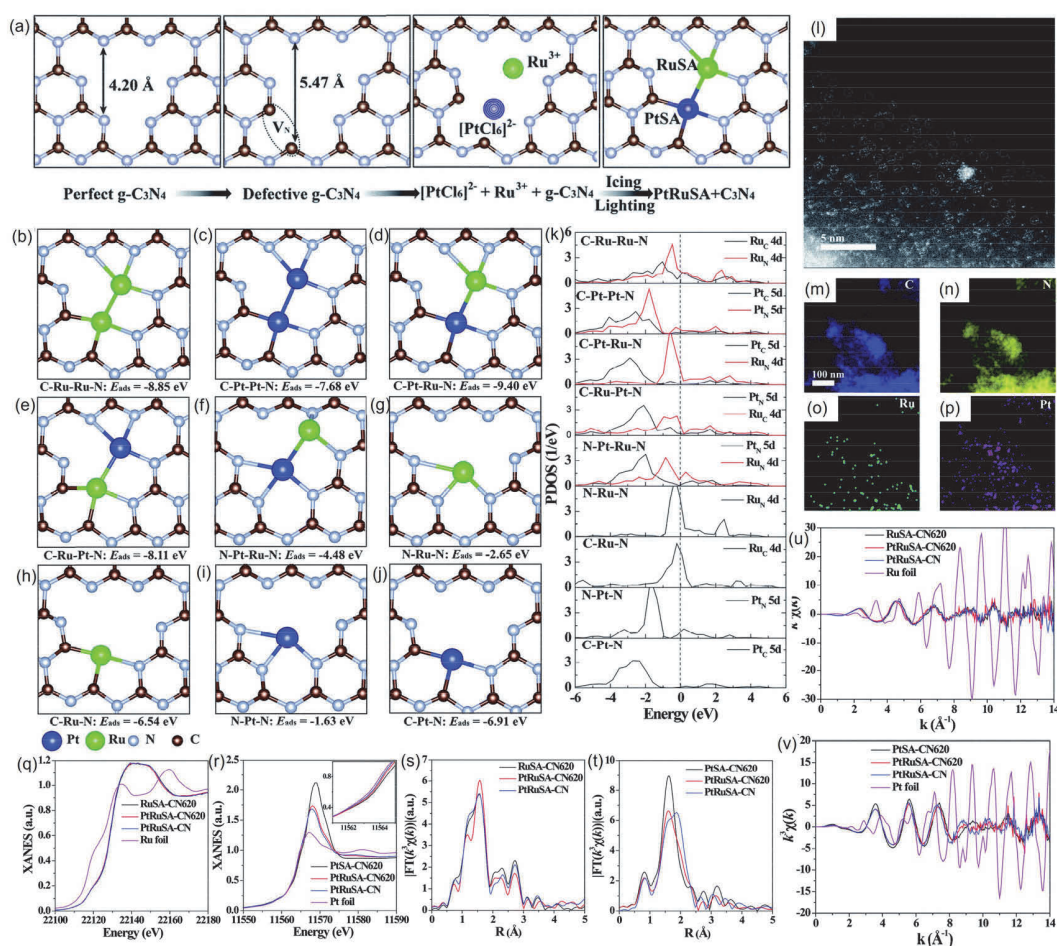 (a)
4.20 Å
5.47 Å
V_N
Ru³⁺
[PtCl₆]²⁻
RuSA
PtSA
Perfect g-C₃N₄
Defective g-C₃N₄
[PtCl₆]²⁻ + Ru³⁺ + g-C₃N₄
Icing
Lighting
PtRuSA+C₃N₄
(b)
C-Ru-Ru-N: E_ads = -8.85 eV
(c)
C-Pt-Pt-N: E_ads = -7.68 eV
(d)
C-Pt-Ru-N: E_ads = -9.40 eV
(e)
C-Ru-Pt-N: E_ads = -8.11 eV
(f)
N-Pt-Ru-N: E_ads = -4.48 eV
(g)
N-Ru-N: E_ads = -2.65 eV
(h)
C-Ru-N: E_ads = -6.54 eV
(i)
N-Pt-N: E_ads = -1.63 eV
(j)
C-Pt-N: E_ads = -6.91 eV
Pt Ru N C
(k)
C-Ru-Ru-N
Ru_C 4d
Ru_N 4d
C-Pt-Pt-N
Pt_C 5d
Pt_N 5d
C-Pt-Ru-N
Pt_C 5d
Ru_N 4d
C-Ru-Pt-N
Pt_N 5d
Ru_C 4d
N-Pt-Ru-N
Pt_N 5d
Ru_N 4d
N-Ru-N
Ru_N 4d
C-Ru-N
Ru_C 4d
N-Pt-N
Pt_N 5d
C-Pt-N
Pt_C 5d
6
3
0
3
0
3
0
3
0
3
0
3
0
3
0
3
0
3
0
PDOS (1/eV)
-6 -4 -2 0 2 4 6
Energy (eV)
(l)
5 nm
(m)
C
100 nm
(n)
N
(o)
Ru
(p)
Pt
(q)
RuSA-CN620
PtRuSA-CN620
PtRuSA-CN
Ru foil
1.2
1.0
0.8
0.6
0.4
0.2
0.0
XANES (a.u.)
22100 22120 22140 22160 22180
Energy (eV)
(r)
0.8
0.4
11562 11564
PtSA-CN620
PtRuSA-CN620
PtRuSA-CN
Pt foil
2.5
2.0
1.5
1.0
0.5
0.0
XANES (a.u.)
11550 11560 11570 11580 11590
Energy (eV)
(s)
RuSA-CN620
PtRuSA-CN620
PtRuSA-CN
7
6
5
4
3
2
1
0
|FT(k³χ(k))|(a.u.)
0 1 2 3 4 5
R (Å)
(t)
PtSA-CN620
PtRuSA-CN620
PtRuSA-CN
10
8
6
4
2
0
|FT(k³χ(k))|(a.u.)
0 1 2 3 4 5
R (Å)
(u)
RuSA-CN620
PtRuSA-CN620
PtRuSA-CN
Ru foil
30
20
10
0
-10
-20
-30
0 2 4 6 8 10 12 14
k (Å⁻¹)
(v)
PtSA-CN620
PtRuSA-CN620
PtRuSA-CN
Pt foil
25
20
15
10
5
0
-5
-10
-15
-20
k³χ(k)
0 2 4 6 8 10 12 14
k (Å⁻¹)